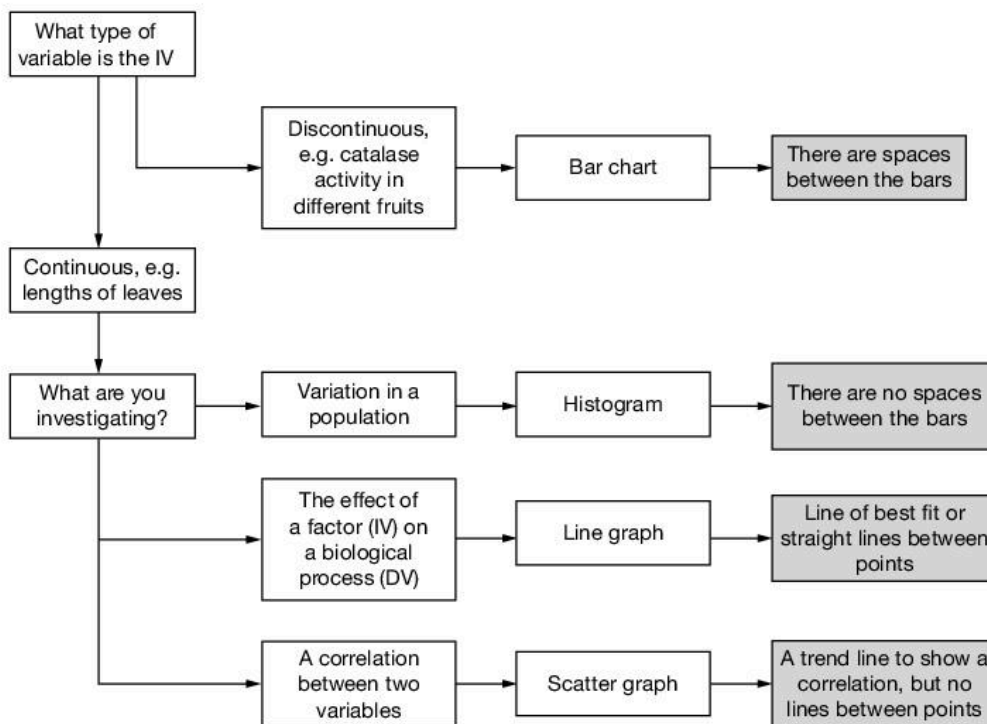 What type of
variable is the IV
Discontinuous,
e.g. catalase
activity in
different fruits
Bar chart
There are spaces
between the bars
Continuous, e.g.
lengths of leaves
What are you
investigating?
Variation in a
population
Histogram
There are no spaces
between the bars
The effect of
a factor (IV) on
a biological
process (DV)
Line graph
Line of best fit or
straight lines between
points
A correlation
between two
variables
Scatter graph
A trend line to show a
correlation, but no
lines between points